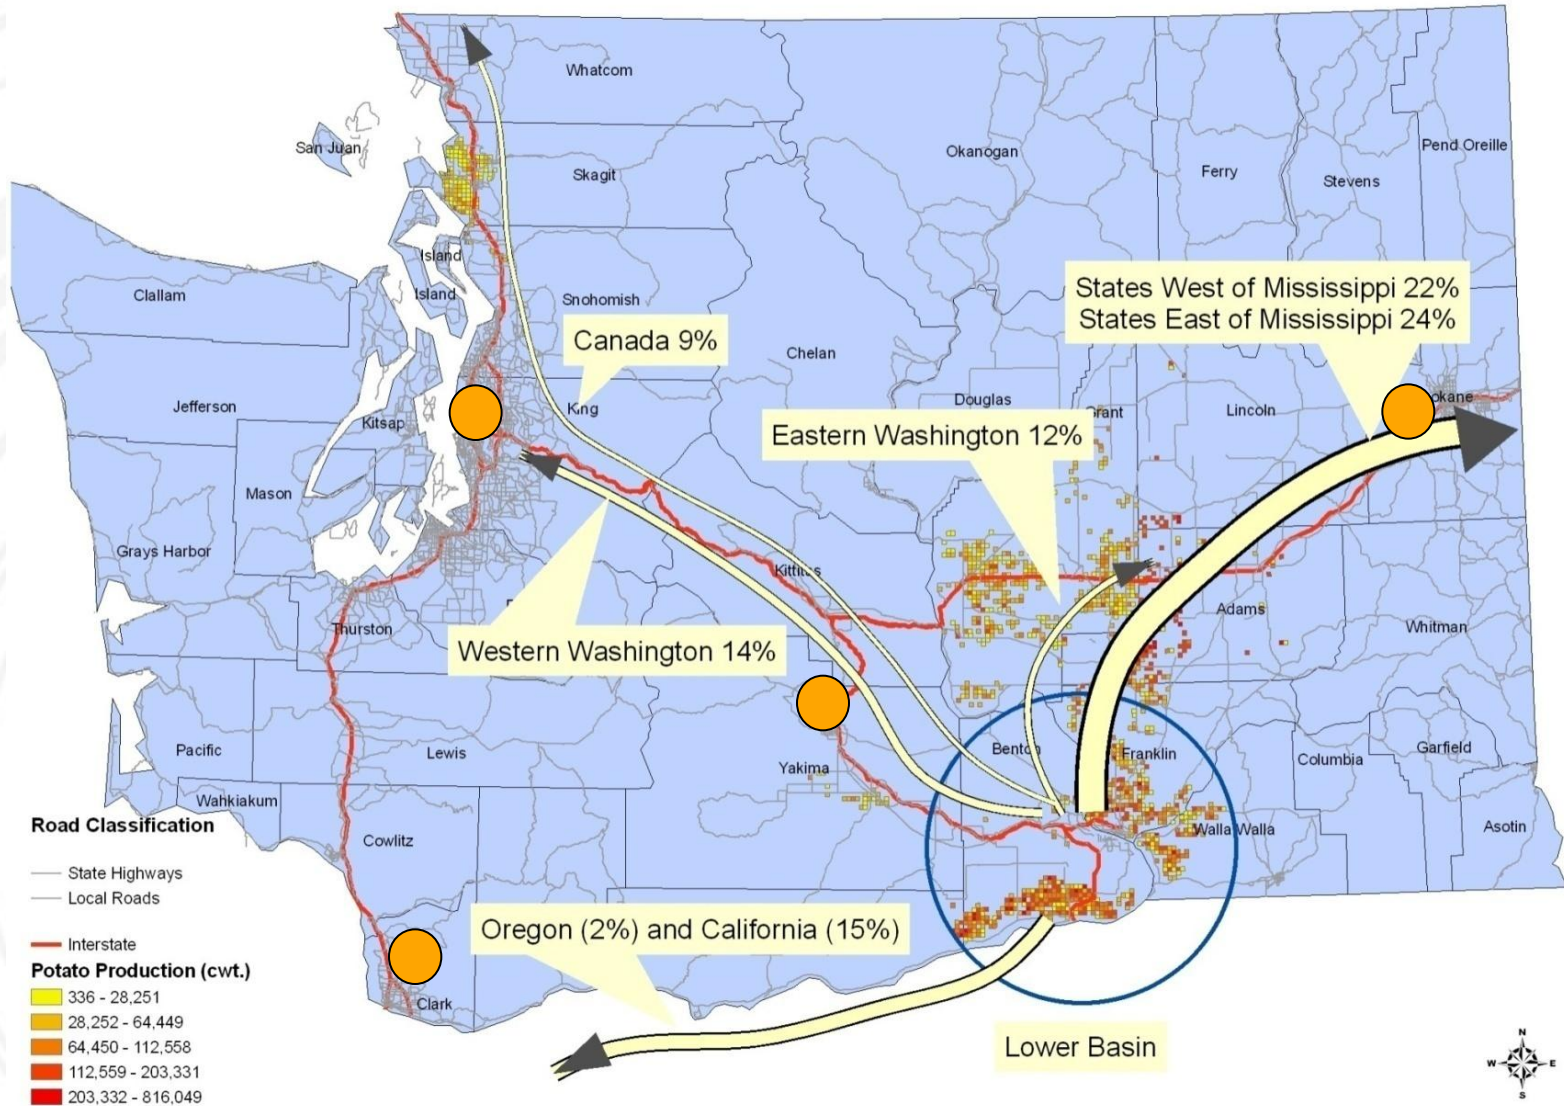 Whatcom
San Juan
Skagit
Okanogan
Ferry
Stevens
Pend Oreille
Island
Island
Clallam
Snohomish
States West of Mississippi 22%
States East of Mississippi 24%
Canada 9%
Chelan
Jefferson
Kitsap
King
Douglas
Grant
Lincoln
okane
Eastern Washington 12%
Mason
Grays Harbor
Kittitas
Adams
Whitman
Thurston
Western Washington 14%
Pacific
Lewis
Yakima
Benton
Franklin
Columbia
Garfield
Wahkiakum
Cowlitz
Walla Walla
Asotin
Road Classification
State Highways
Local Roads
Interstate
Potato Production (cwt.)
336 - 28,251
28,252 - 64,449
64,450 - 112,558
112,559 - 203,331
203,332 - 816,049
Oregon (2%) and California (15%)
Clark
Lower Basin
N
W E
S